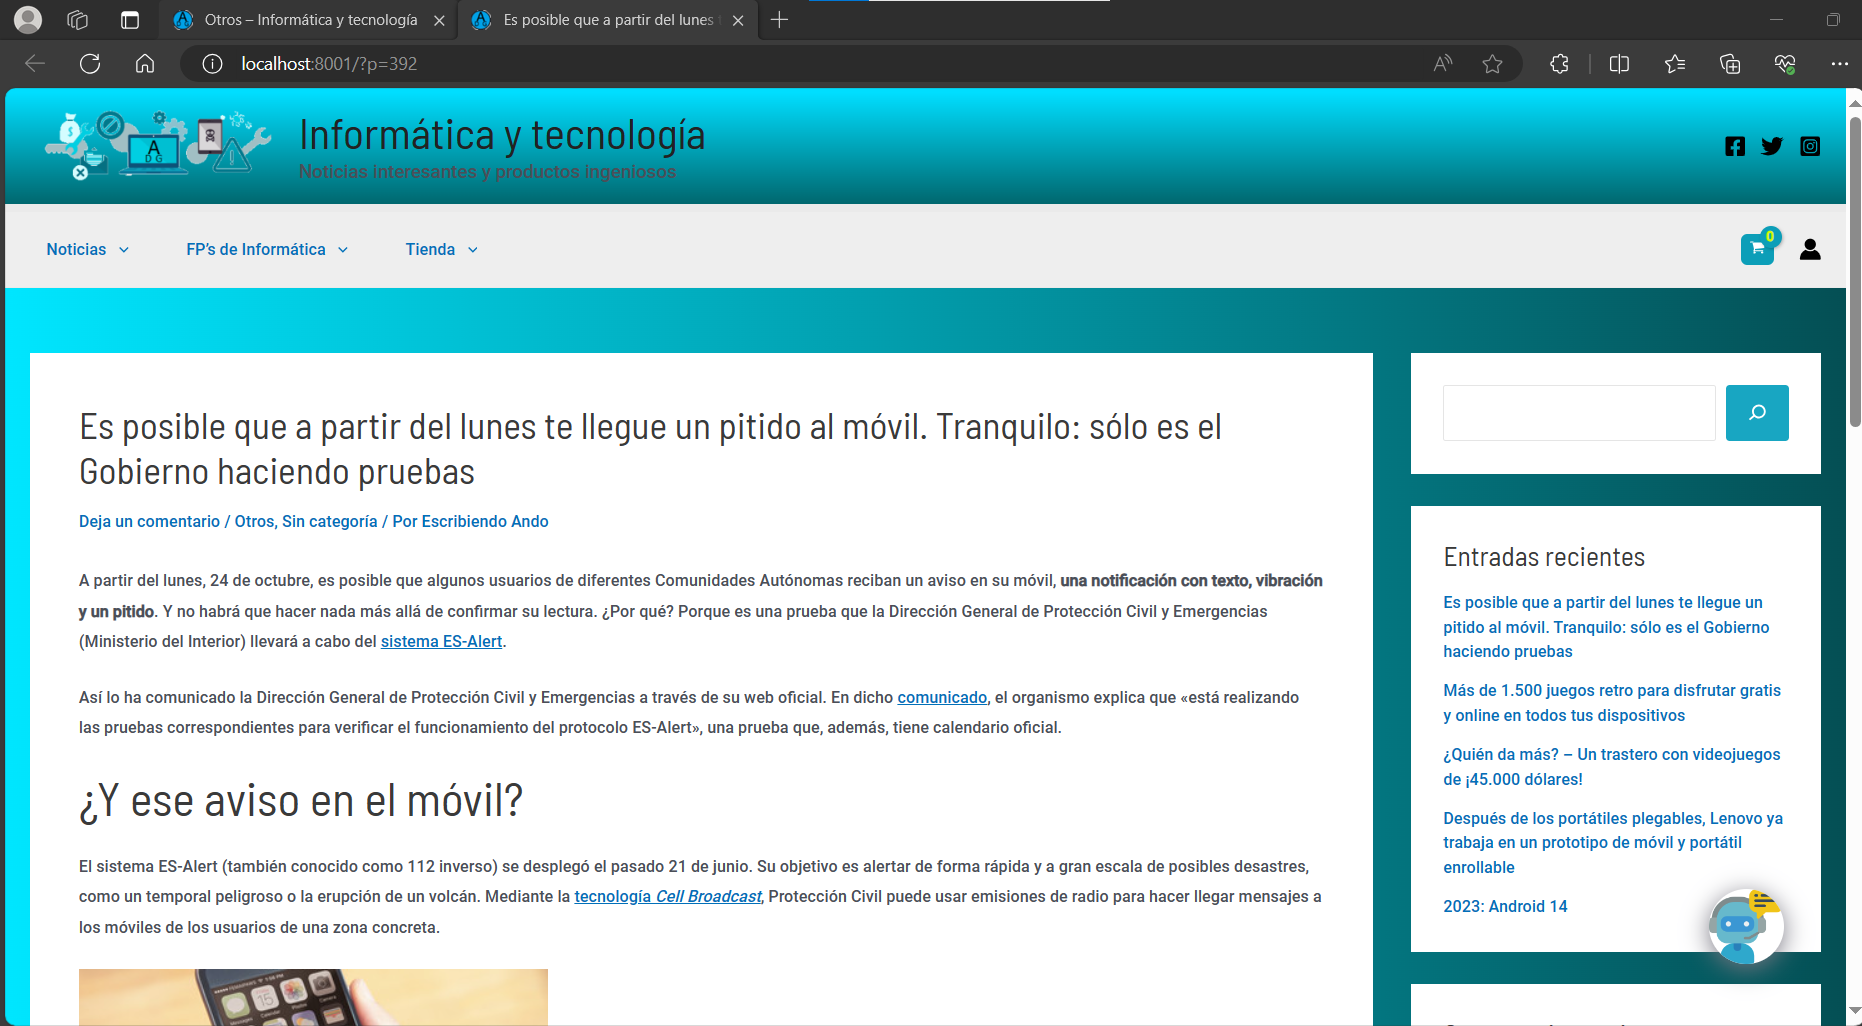 Otros – Informática y tecnología
Es posible que a partir del lunes
localhost:8001/?p=392
Informática y tecnología
Noticias interesantes y productos ingeniosos
Noticias
FP's de Informática
Tienda
0
Es posible que a partir del lunes te llegue un pitido al móvil. Tranquilo: sólo es el
Gobierno haciendo pruebas
Deja un comentario / Otros, Sin categoría / Por Escribiendo Ando
A partir del lunes, 24 de octubre, es posible que algunos usuarios de diferentes Comunidades Autónomas reciban un aviso en su móvil, una notificación con texto, vibración
y un pitido. Y no habrá que hacer nada más allá de confirmar su lectura. ¿Por qué? Porque es una prueba que la Dirección General de Protección Civil y Emergencias
(Ministerio del Interior) llevará a cabo del sistema ES-Alert.
Así lo ha comunicado la Dirección General de Protección Civil y Emergencias a través de su web oficial. En dicho comunicado, el organismo explica que «está realizando
las pruebas correspondientes para verificar el funcionamiento del protocolo ES-Alert», una prueba que, además, tiene calendario oficial.
¿Y ese aviso en el móvil?
El sistema ES-Alert (también conocido como 112 inverso) se desplegó el pasado 21 de junio. Su objetivo es alertar de forma rápida y a gran escala de posibles desastres,
como un temporal peligroso o la erupción de un volcán. Mediante la tecnología Cell Broadcast, Protección Civil puede usar emisiones de radio para hacer llegar mensajes a
los móviles de los usuarios de una zona concreta.
Entradas recientes
Es posible que a partir del lunes te llegue un
pitido al móvil. Tranquilo: sólo es el Gobierno
haciendo pruebas
Más de 1.500 juegos retro para disfrutar gratis
y online en todos tus dispositivos
¿Quién da más? – Un trastero con videojuegos
de ¡45.000 dólares!
Después de los portátiles plegables, Lenovo ya
trabaja en un prototipo de móvil y portátil
enrollable
2023: Android 14